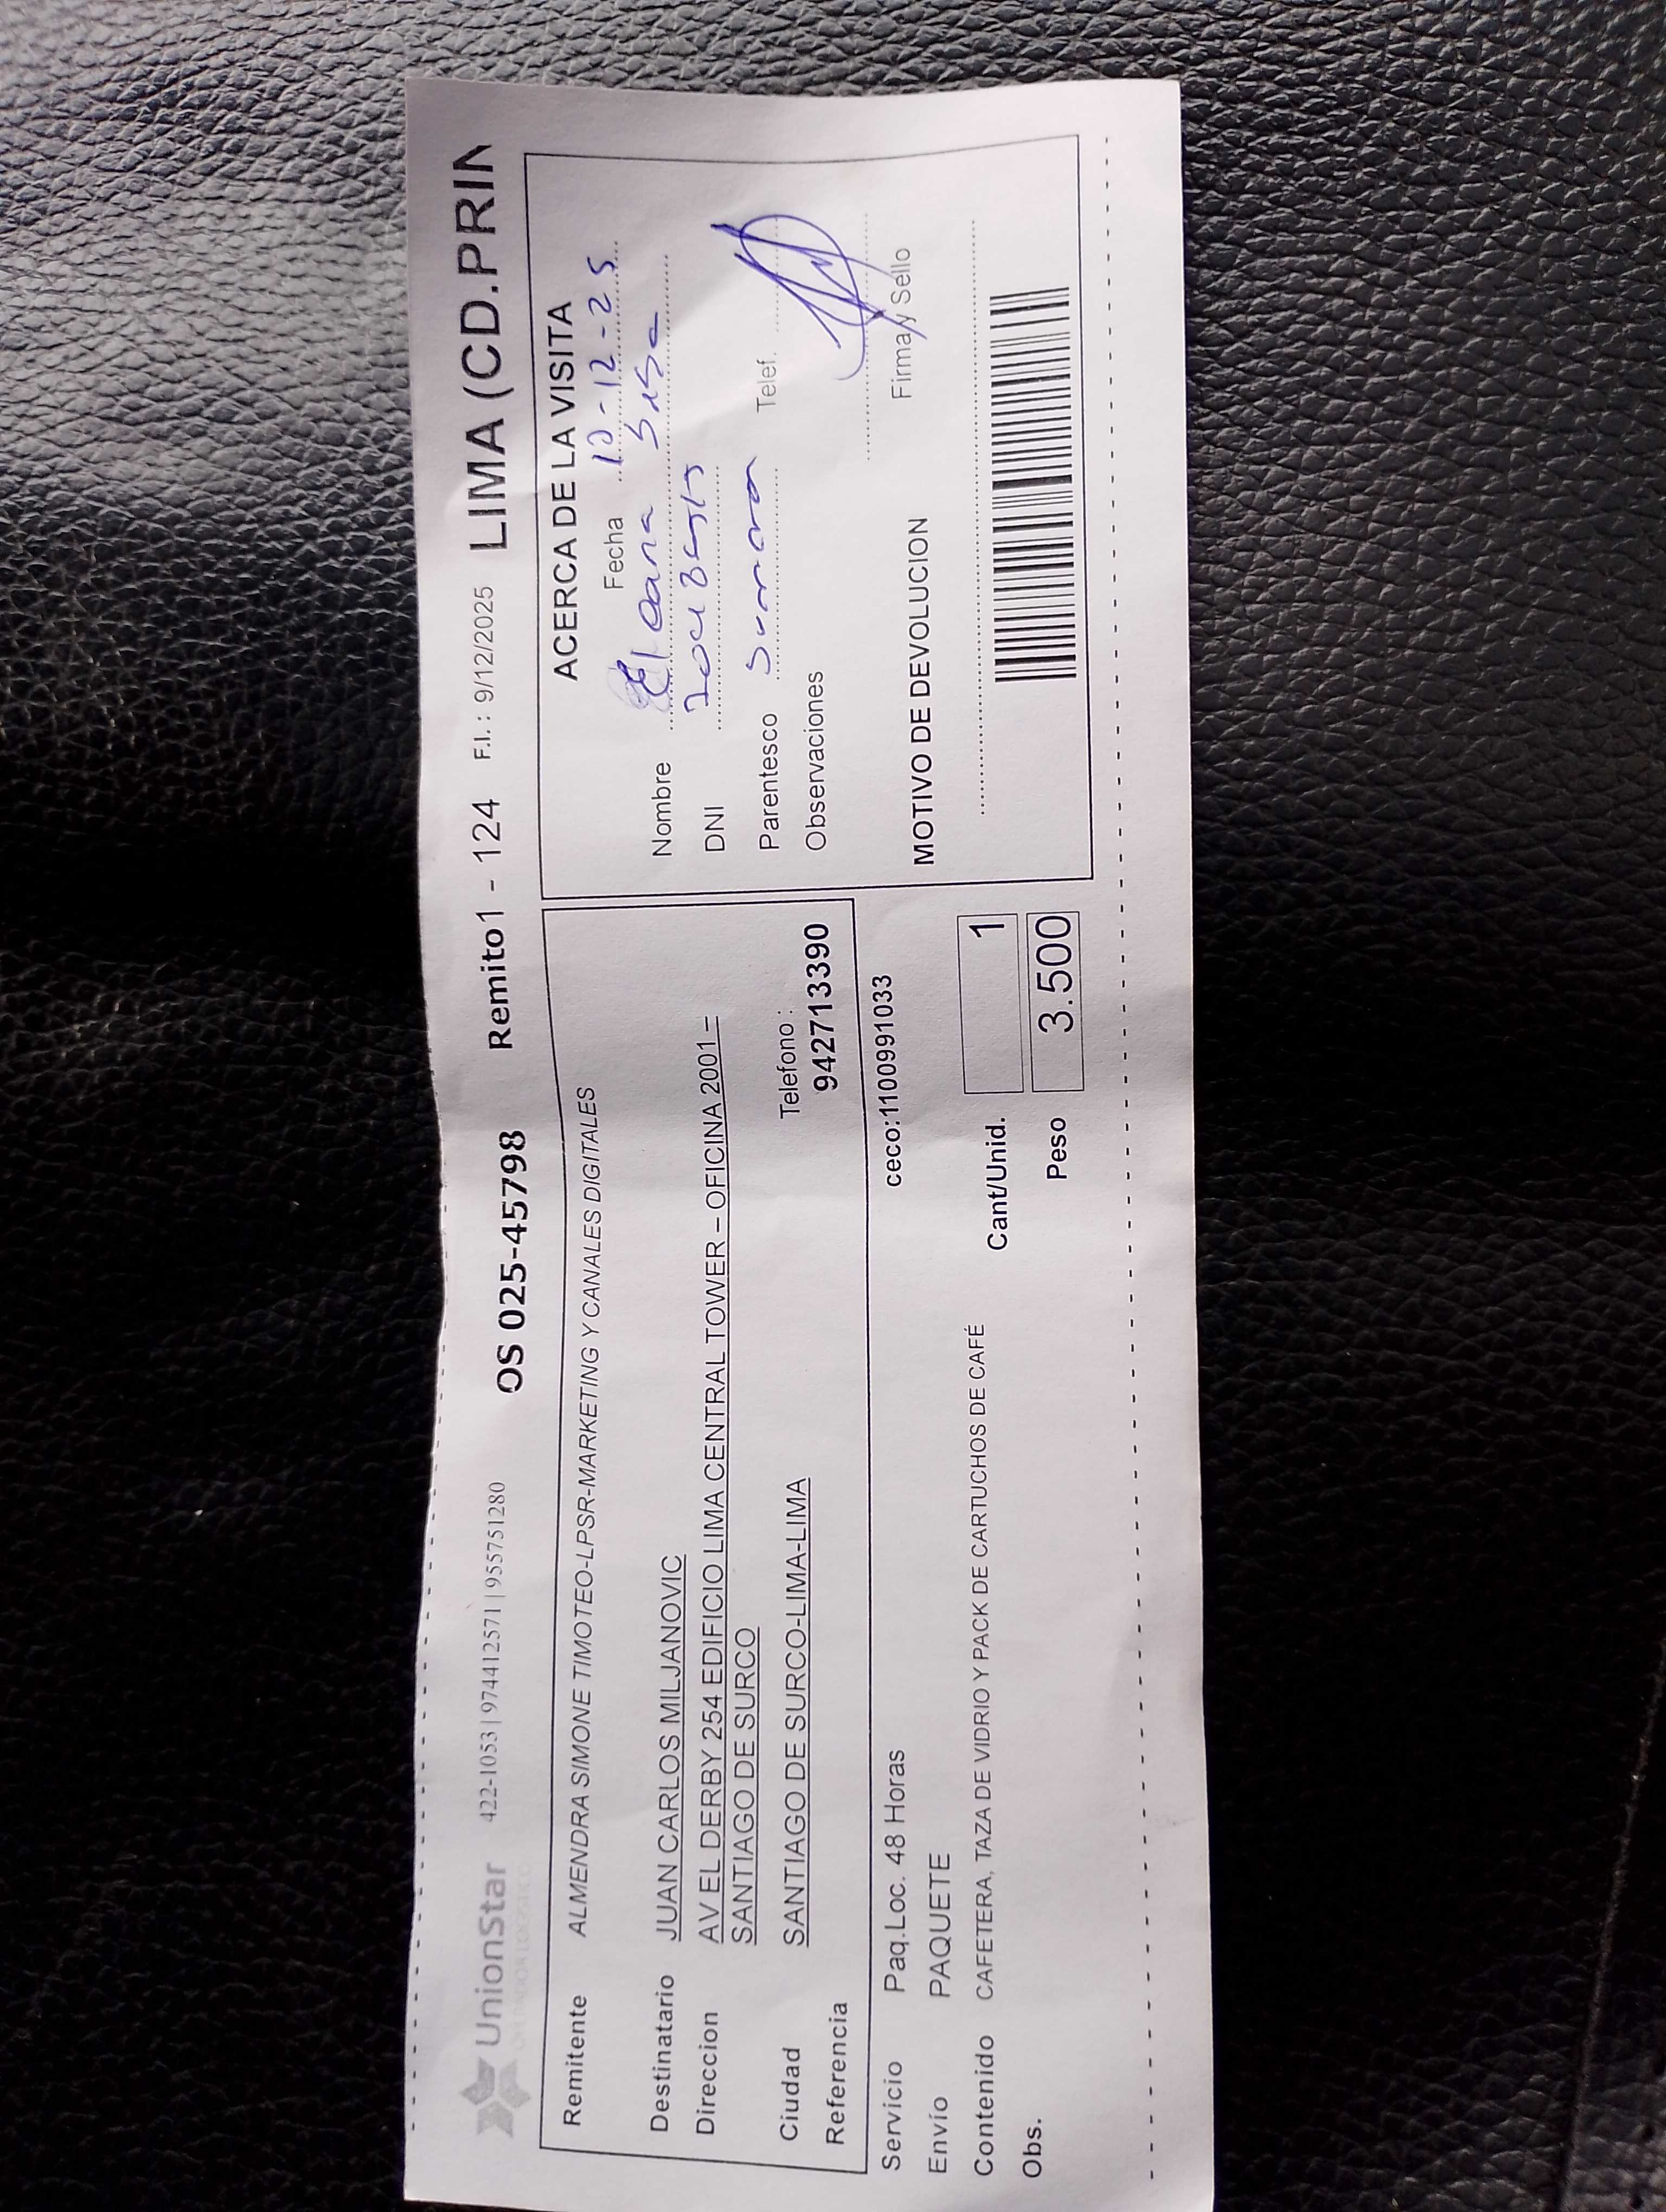 UnionStar 422-1053 | 974412571 | 955751280 OS 025-45798 Remito1 - 124 F.I.: 9/12/2025 LIMA (CD.PRIN
Remitente ALMENDRA SIMONE TIMOTEO-LPSR-MARKETING Y CANALES DIGITALES
Destinatario JUAN CARLOS MILJANOVIC
Direccion AV EL DERBY 254 EDIFICIO LIMA CENTRAL TOWER – OFICINA 2001 –
SANTIAGO DE SURCO
Ciudad SANTIAGO DE SURCO-LIMA-LIMA
Telefono :
942713390
Referencia
Servicio Paq.Loc. 48 Horas ceco:1100991033
Envío PAQUETE
Contenido CAFETERA, TAZA DE VIDRIO Y PACK DE CARTUCHOS DE CAFÉ
Cant/Unid. 1
Obs.
Peso 3.500
ACERCA DE LA VISITA
Fecha 10-12-25
Nombre
DNI
Parentesco
Telef.
Observaciones
Firma y Sello
MOTIVO DE DEVOLUCION